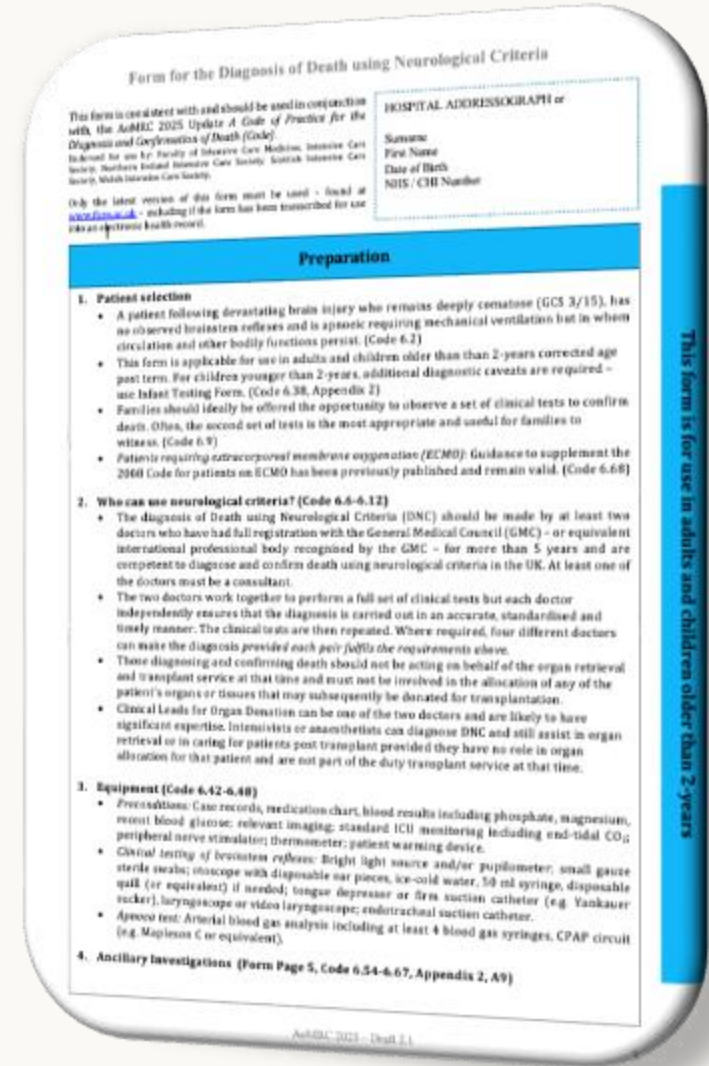 Form for the Diagnosis of Death using Neurological Criteria
This form is consistent with and should be used in conjunction
with, the AoMRC 2025 Update A Code of Practice for the
Diagnosis and Confirmation of Death (Code).
Endorsed for use by: Faculty of Intensive Care Medicine, Intensive Care
Society, Northern Ireland Intensive Care Society, Scottish Intensive Care
Society, Welsh Intensive Care Society.
Only the latest version of this form must be used – found at
www.ficm.ac.uk – including if the form has been transcribed for use
into an electronic health record.
HOSPITAL ADDRESSOGRAPH or
Surname
First Name
Date of Birth
NHS / CHI Number
Preparation
1. Patient selection
• A patient following devastating brain injury who remains deeply comatose (GCS 3/15), has
no observed brainstem reflexes and is apnoeic requiring mechanical ventilation but in whom
circulation and other bodily functions persist. (Code 6.2)
• This form is applicable for use in adults and children older than than 2-years corrected age
post term. For children younger than 2-years, additional diagnostic caveats are required –
use Infant Testing Form. (Code 6.38, Appendix 2)
• Families should ideally be offered the opportunity to observe a set of clinical tests to confirm
death. Often, the second set of tests is the most appropriate and useful for families to
witness. (Code 6.9)
• Patients requiring extracorporeal membrane oxygenation (ECMO): Guidance to supplement the
2008 Code for patients on ECMO has been previously published and remain valid. (Code 6.68)
2. Who can use neurological criteria? (Code 6.6-6.12)
• The diagnosis of Death using Neurological Criteria (DNC) should be made by at least two
doctors who have had full registration with the General Medical Council (GMC) – or equivalent
international professional body recognised by the GMC – for more than 5 years and are
competent to diagnose and confirm death using neurological criteria in the UK. At least one of
the doctors must be a consultant.
• The two doctors work together to perform a full set of clinical tests but each doctor
independently ensures that the diagnosis is carried out in an accurate, standardised and
timely manner. The clinical tests are then repeated. Where required, four different doctors
can make the diagnosis provided each pair fulfils the requirements above.
• Those diagnosing and confirming death should not be acting on behalf of the organ retrieval
and transplant service at that time and must not be involved in the allocation of any of the
patient's organs or tissues that may subsequently be donated for transplantation.
• Clinical Leads for Organ Donation can be one of the two doctors and are likely to have
significant expertise. Intensivists or anaesthetists can diagnose DNC and still assist in organ
retrieval or in caring for patients post transplant provided they have no role in organ
allocation for that patient and are not part of the duty transplant service at that time.
3. Equipment (Code 6.42-6.48)
• Preconditions: Case records, medication chart, blood results including phosphate, magnesium,
recent blood glucose; relevant imaging; standard ICU monitoring including end-tidal CO₂;
peripheral nerve stimulator; thermometer; patient warming device.
• Clinical testing of brainstem reflexes: Bright light source and/or pupilometer, small gauze
sterile swabs; otoscope with disposable ear pieces, ice-cold water, 50 ml syringe, disposable
quill (or equivalent) if needed; tongue depressor or firm suction catheter (e.g. Yankauer
sucker), laryngoscope or video laryngoscope; endotracheal suction catheter.
• Apnoea test: Arterial blood gas analysis including at least 4 blood gas syringes, CPAP circuit
(e.g. Mapleson C or equivalent).
4. Ancillary Investigations (Form Page 5, Code 6.54-6.67, Appendix 2, A9)
AoMRC 2025 – Draft 2.1
This form is for use in adults and children older than 2-years